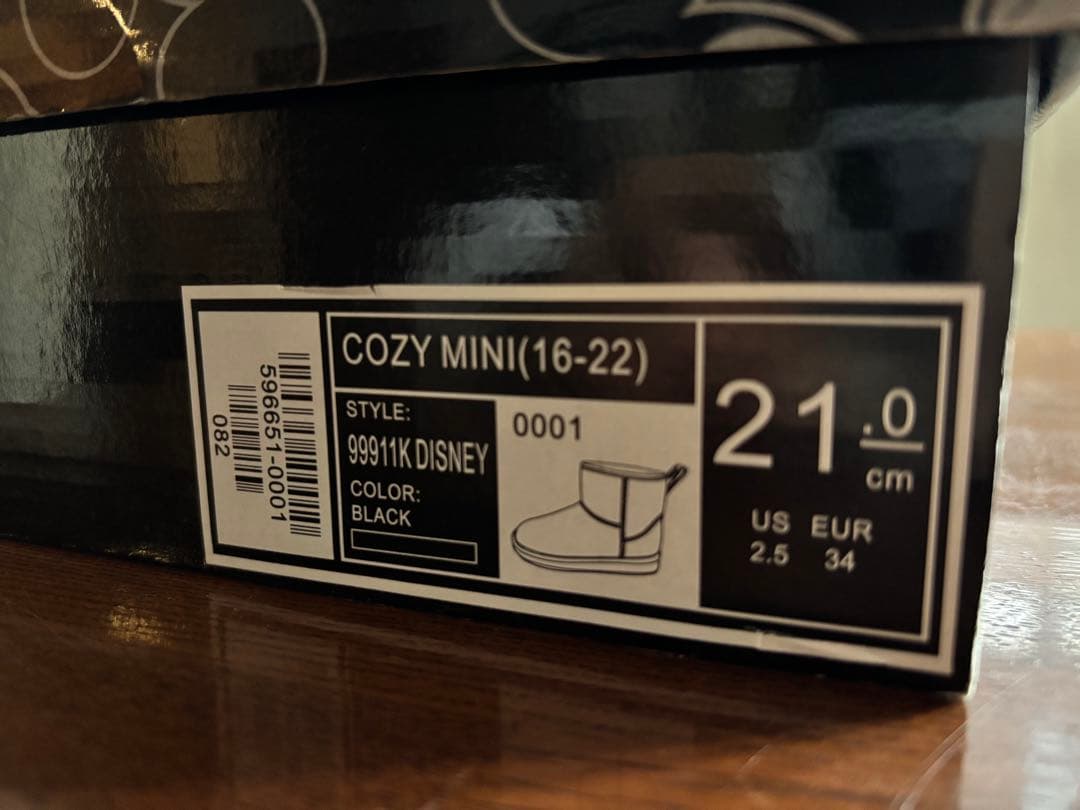 596651-0001
082
COZY MINI(16-22)
STYLE:
99911K DISNEY
COLOR:
BLACK
0001
21.0
cm
US EUR
2.5 34